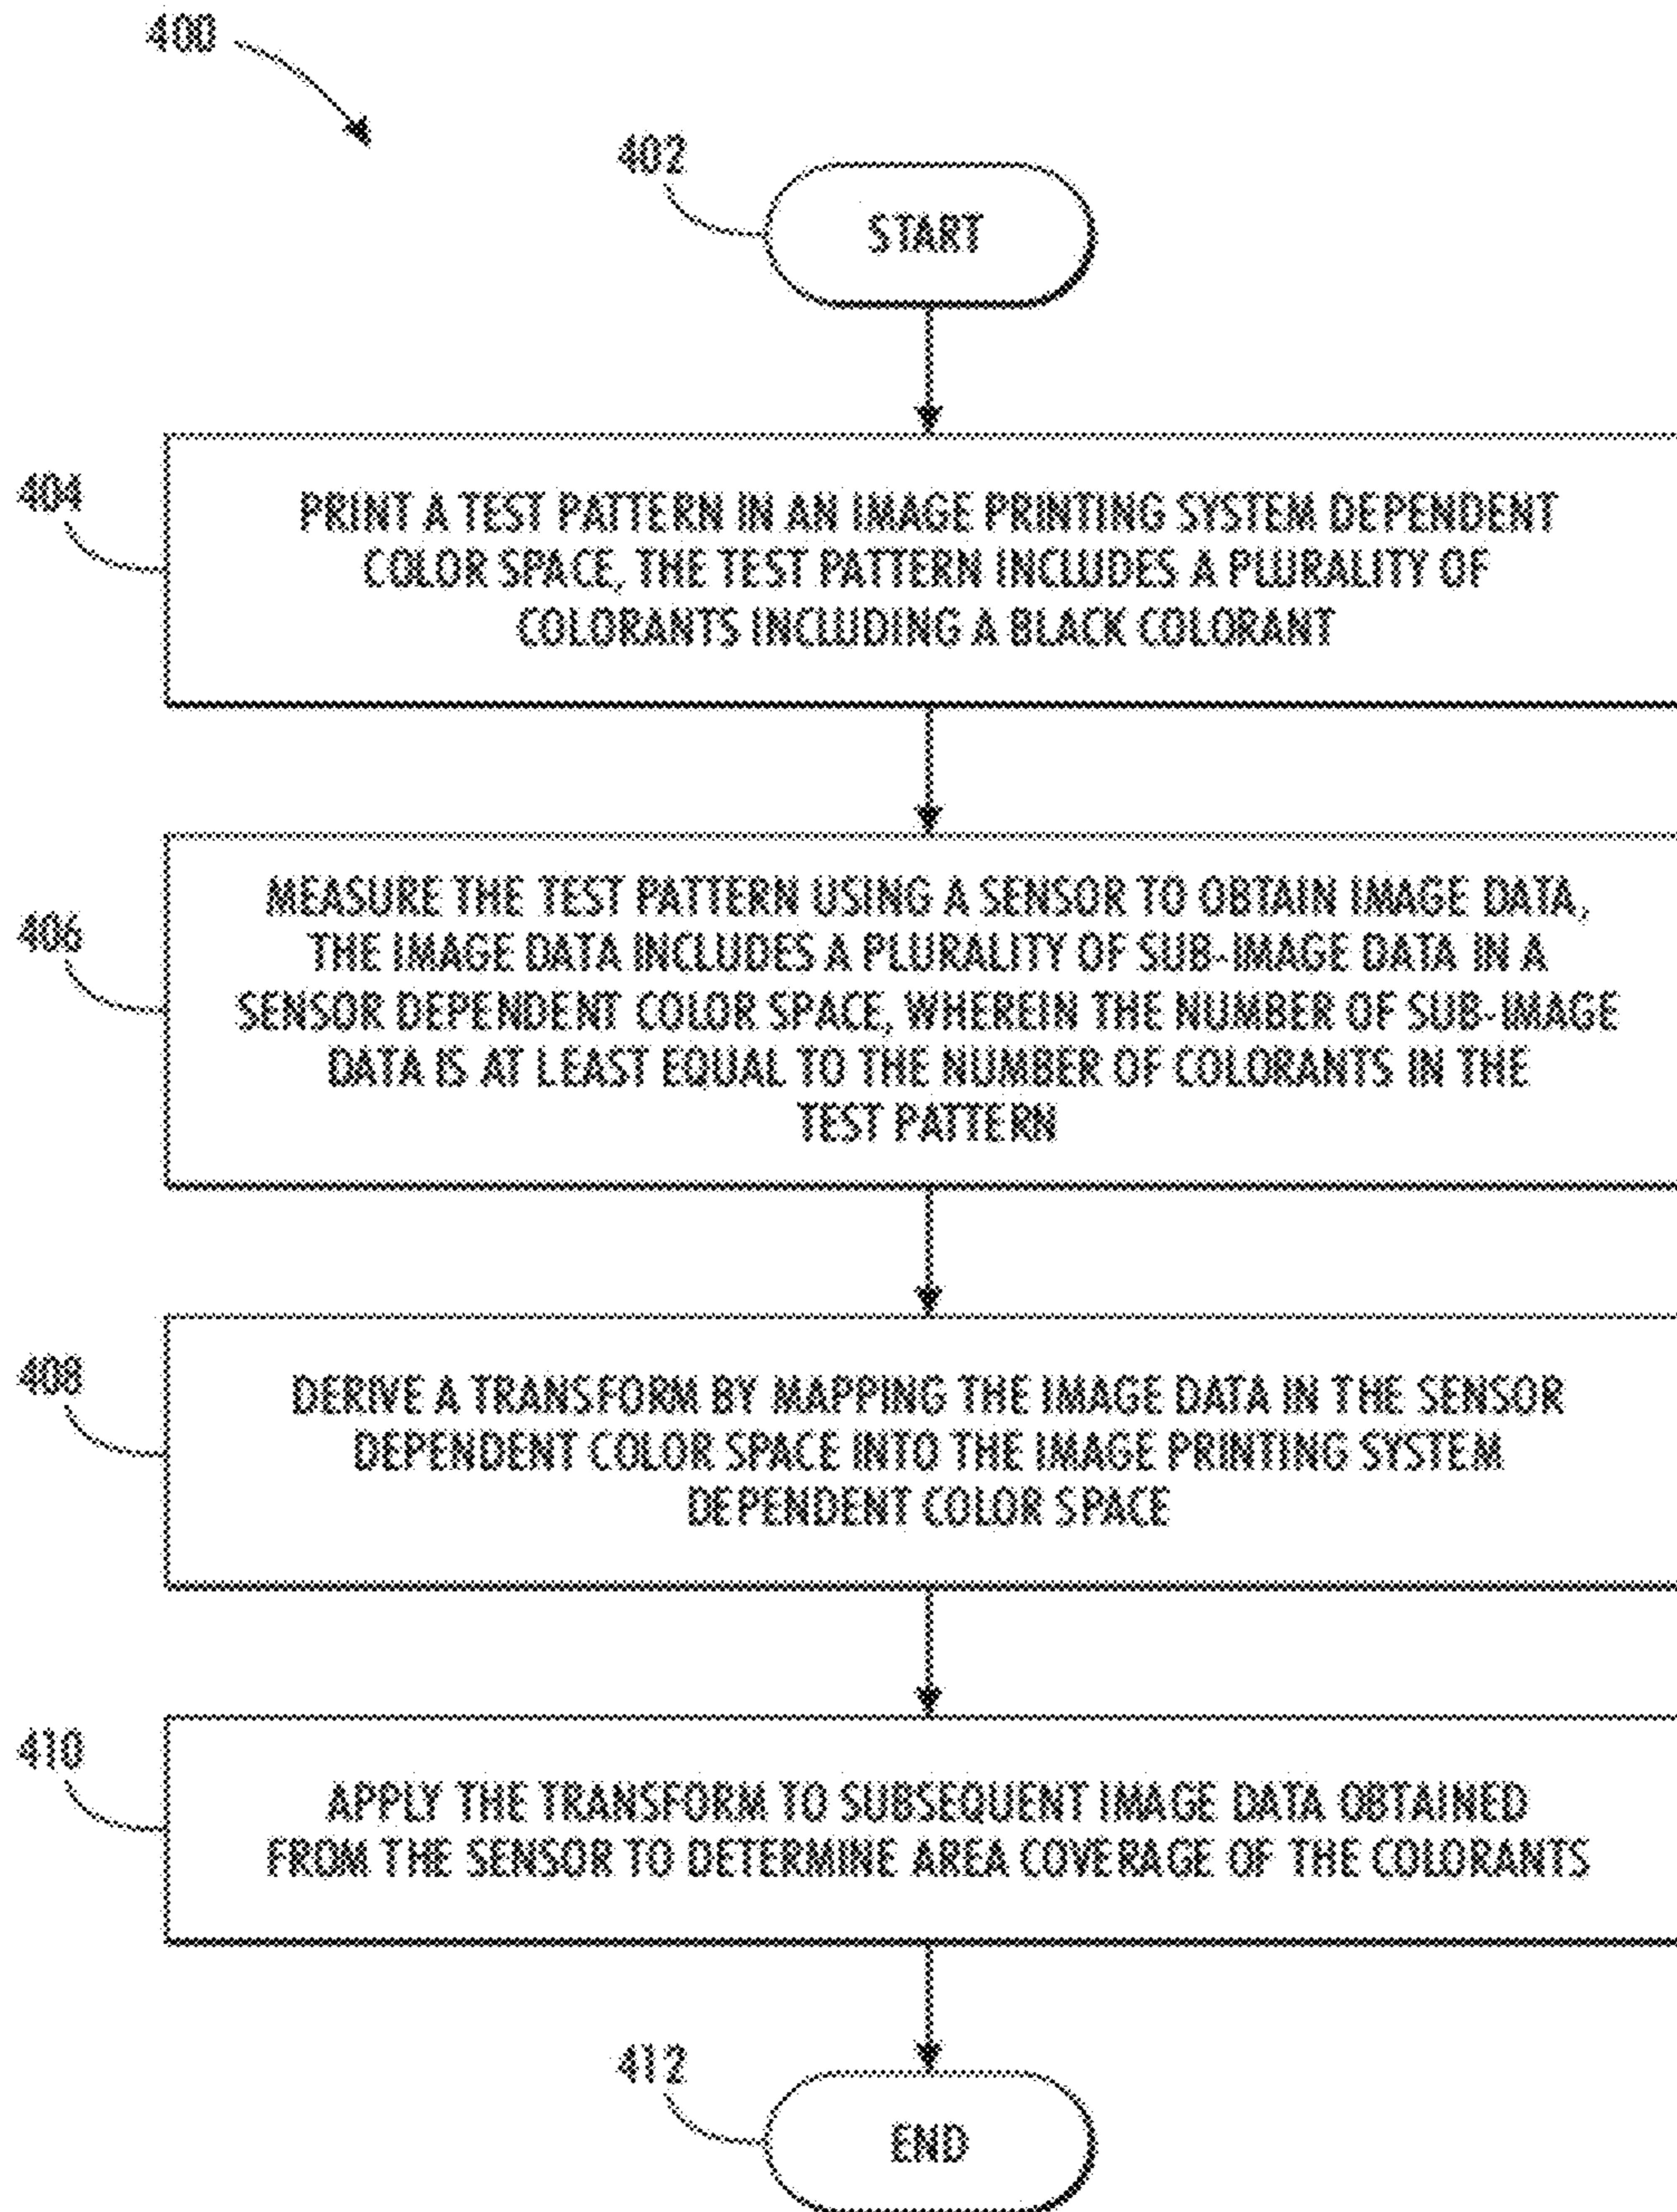 400
402
START
404
PRINT A TEST PATTERN IN AN IMAGE PRINTING SYSTEM DEPENDENT
COLOR SPACE, THE TEST PATTERN INCLUDES A PLURALITY OF
COLORANTS INCLUDING A BLACK COLORANT
406
MEASURE THE TEST PATTERN USING A SENSOR TO OBTAIN IMAGE DATA,
THE IMAGE DATA INCLUDES A PLURALITY OF SUB-IMAGE DATA IN A
SENSOR DEPENDENT COLOR SPACE, WHEREIN THE NUMBER OF SUB-IMAGE
DATA IS AT LEAST EQUAL TO THE NUMBER OF COLORANTS IN THE
TEST PATTERN
408
DERIVE A TRANSFORM BY MAPPING THE IMAGE DATA IN THE SENSOR
DEPENDENT COLOR SPACE INTO THE IMAGE PRINTING SYSTEM
DEPENDENT COLOR SPACE
410
APPLY THE TRANSFORM TO SUBSEQUENT IMAGE DATA OBTAINED
FROM THE SENSOR TO DETERMINE AREA COVERAGE OF THE COLORANTS
412
END